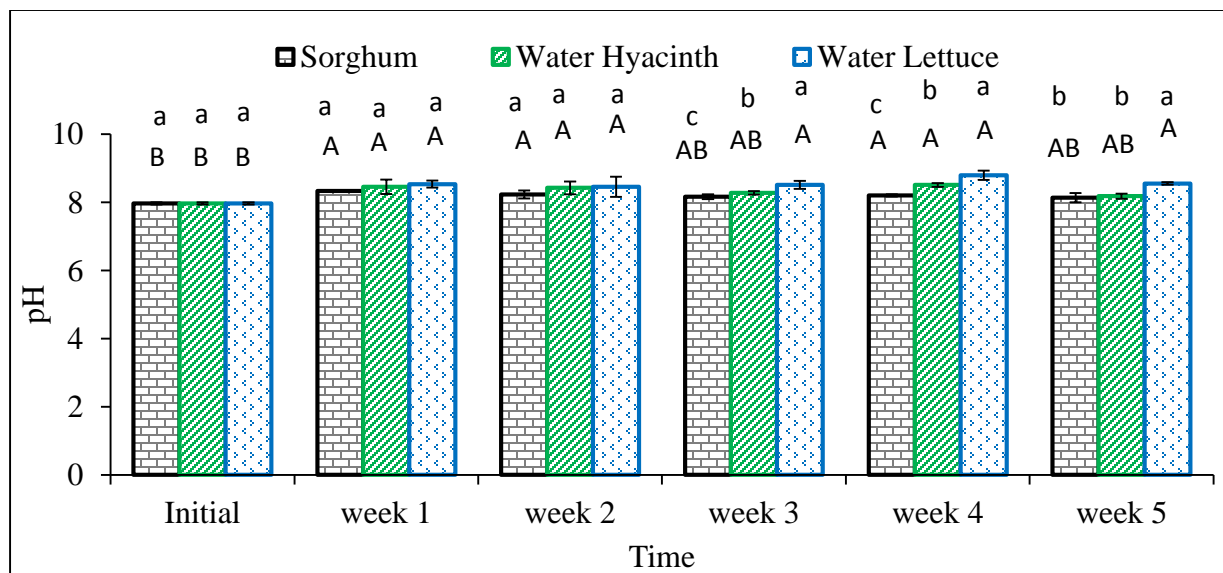 Sorghum Water Hyacinth Water Lettuce
a a a a a a a a a c b a c b a b b a
B B B A A A A A A AB AB A A A A AB AB A
10
8
6
4
2
0
pH
Initial week 1 week 2 week 3 week 4 week 5
Time